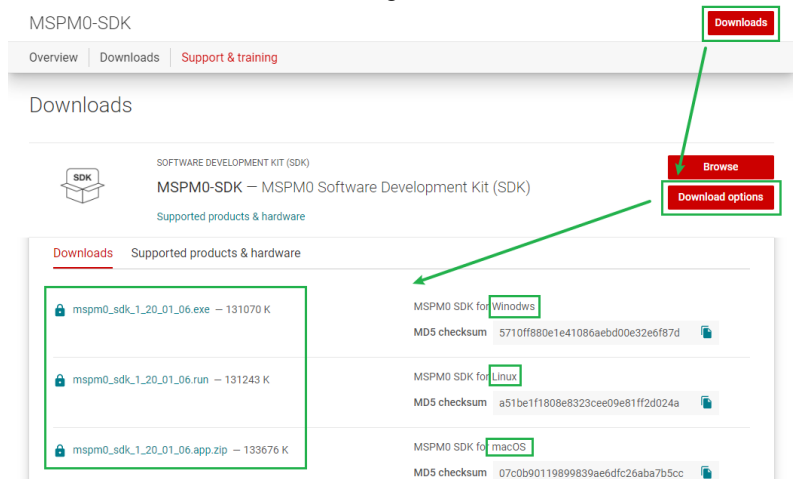 MSPM0-SDK
Downloads
Overview Downloads Support & training
Downloads
SDK
SOFTWARE DEVELOPMENT KIT (SDK)
MSPM0-SDK — MSPM0 Software Development Kit (SDK)
Supported products & hardware
Browse
Download options
Downloads Supported products & hardware
mspm0_sdk_1_20_01_06.exe — 131070 K
MSPM0 SDK for Winodws
MD5 checksum 5710ff880e1e41086aebd00e32e6f87d
mspm0_sdk_1_20_01_06.run — 131243 K
MSPM0 SDK for Linux
MD5 checksum a51be1f1808e8323cee09e81ff2d024a
mspm0_sdk_1_20_01_06.app.zip — 133676 K
MSPM0 SDK for macOS
MD5 checksum 07c0b90119899839ae6dfc26aba7b5cc